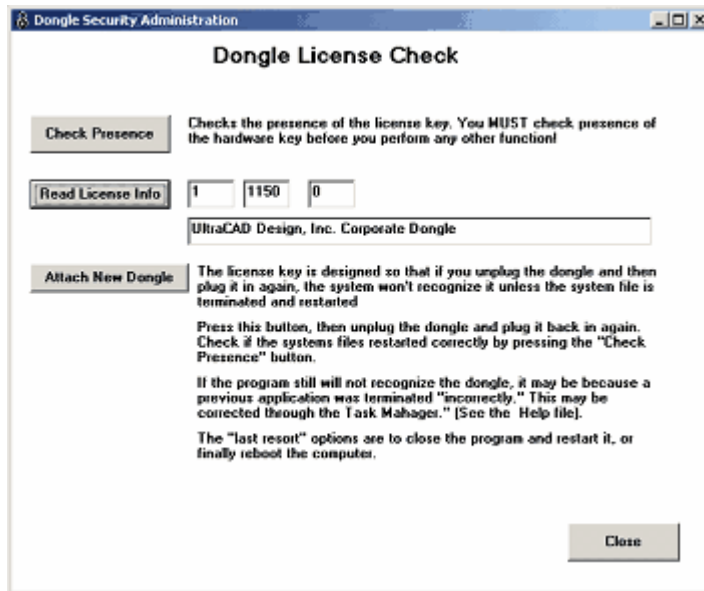 Dongle Security Administration
Dongle License Check
Check Presence
Checks the presence of the license key. You MUST check presence of
the hardware key before you perform any other function!
Read License Info
1 1150 0
UltraCAD Design, Inc. Corporate Dongle
Attach New Dongle
The license key is designed so that if you unplug the dongle and then
plug it in again, the system won't recognize it unless the system file is
terminated and restarted
Press this button, then unplug the dongle and plug it back in again.
Check if the systems files restarted correctly by pressing the "Check
Presence" button.
If the program still will not recognize the dongle, it may be because a
previous application was terminated "incorrectly." This may be
corrected through the Task Mahager." (See the Help file).
The "last resort" options are to close the program and restart it, or
finally reboot the computer.
Close